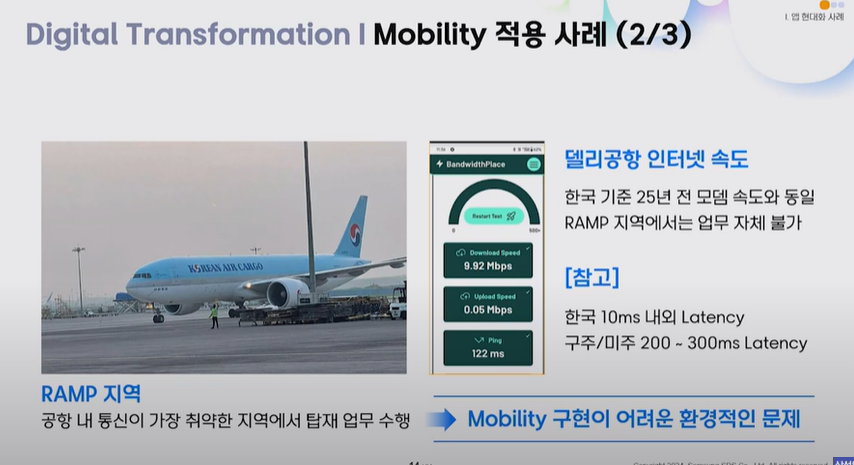 I. 앱 현대화 사례
Digital Transformation I Mobility 적용 사례 (2/3)
KOREAN AIR CARGO
BandwidthPlace
Restart Test
0
Download Speed
9.92 Mbps
Upload Speed
0.05 Mbps
Ping
122 ms
델리공항 인터넷 속도
한국 기준 25년 전 모뎀 속도와 동일
RAMP 지역에서는 업무 자체 불가
[참고]
한국 10ms 내외 Latency
구주/미주 200 ~ 300ms Latency
RAMP 지역
공항 내 통신이 가장 취약한 지역에서 탑재 업무 수행
Mobility 구현이 어려운 환경적인 문제